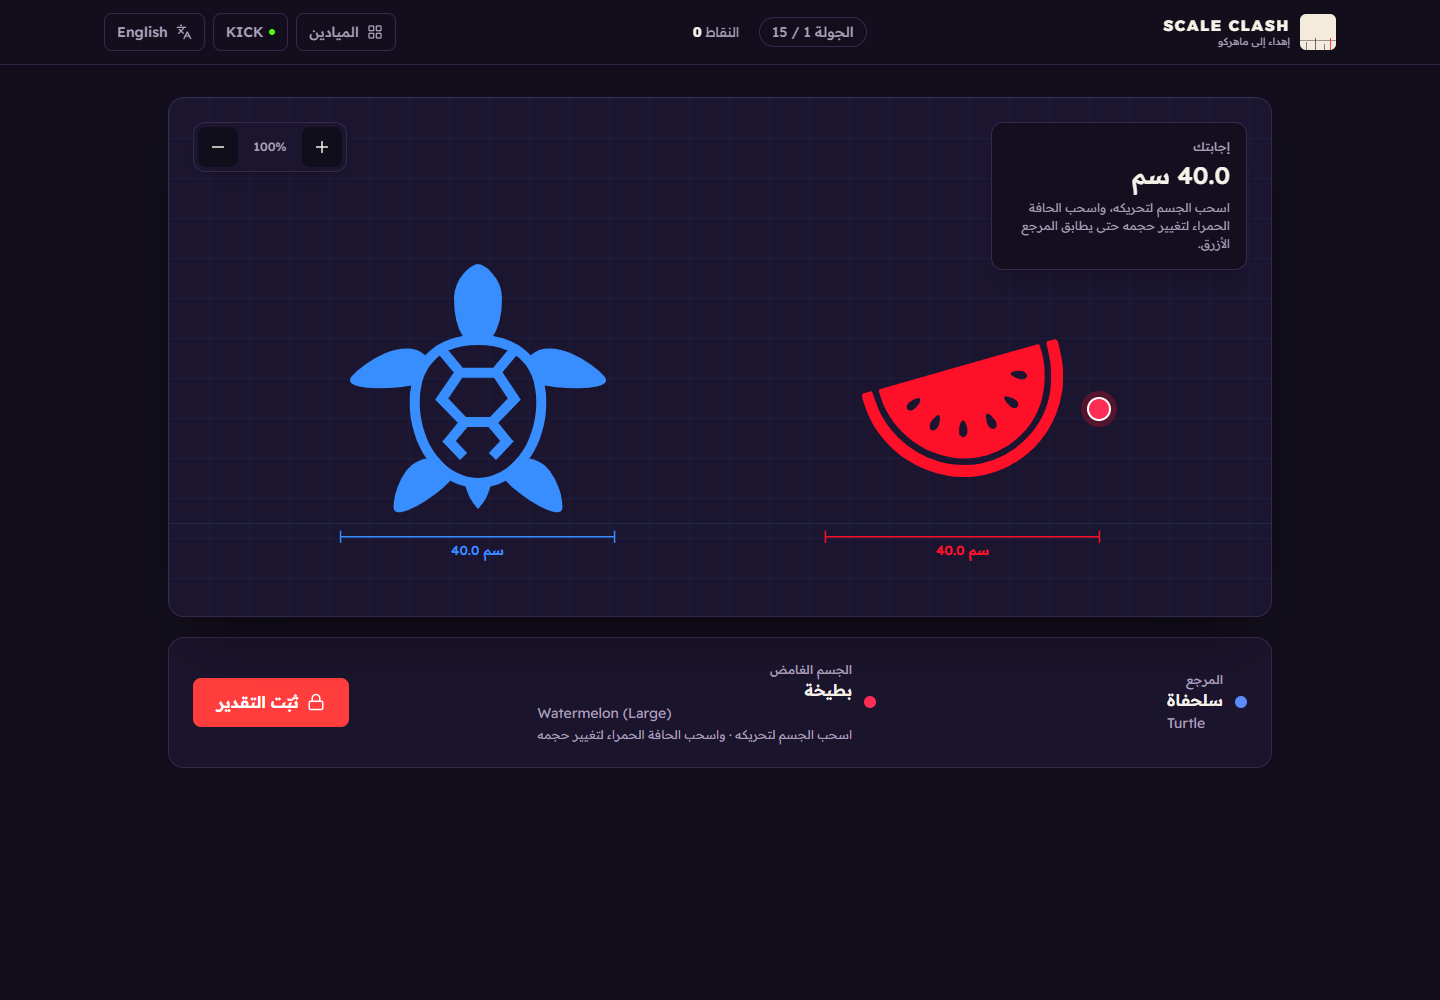 SCALE CLASH
إهداء إلى ماهركو
الجولة 1 / 15
النقاط 0
الميادين
KICK
English
إجابتك
40.0 سم
اسحب الجسم لتحريكه، واسحب الحافة
الحمراء لتغيير حجمه حتى يطابق المرجع
الأزرق.
100%
40.0 سم
40.0 سم
المرجع
سلحفاة
Turtle
الجسم الغامض
بطيخة
Watermelon (Large)
اسحب الجسم لتحريكه · واسحب الحافة الحمراء لتغيير حجمه
ثبّت التقدير